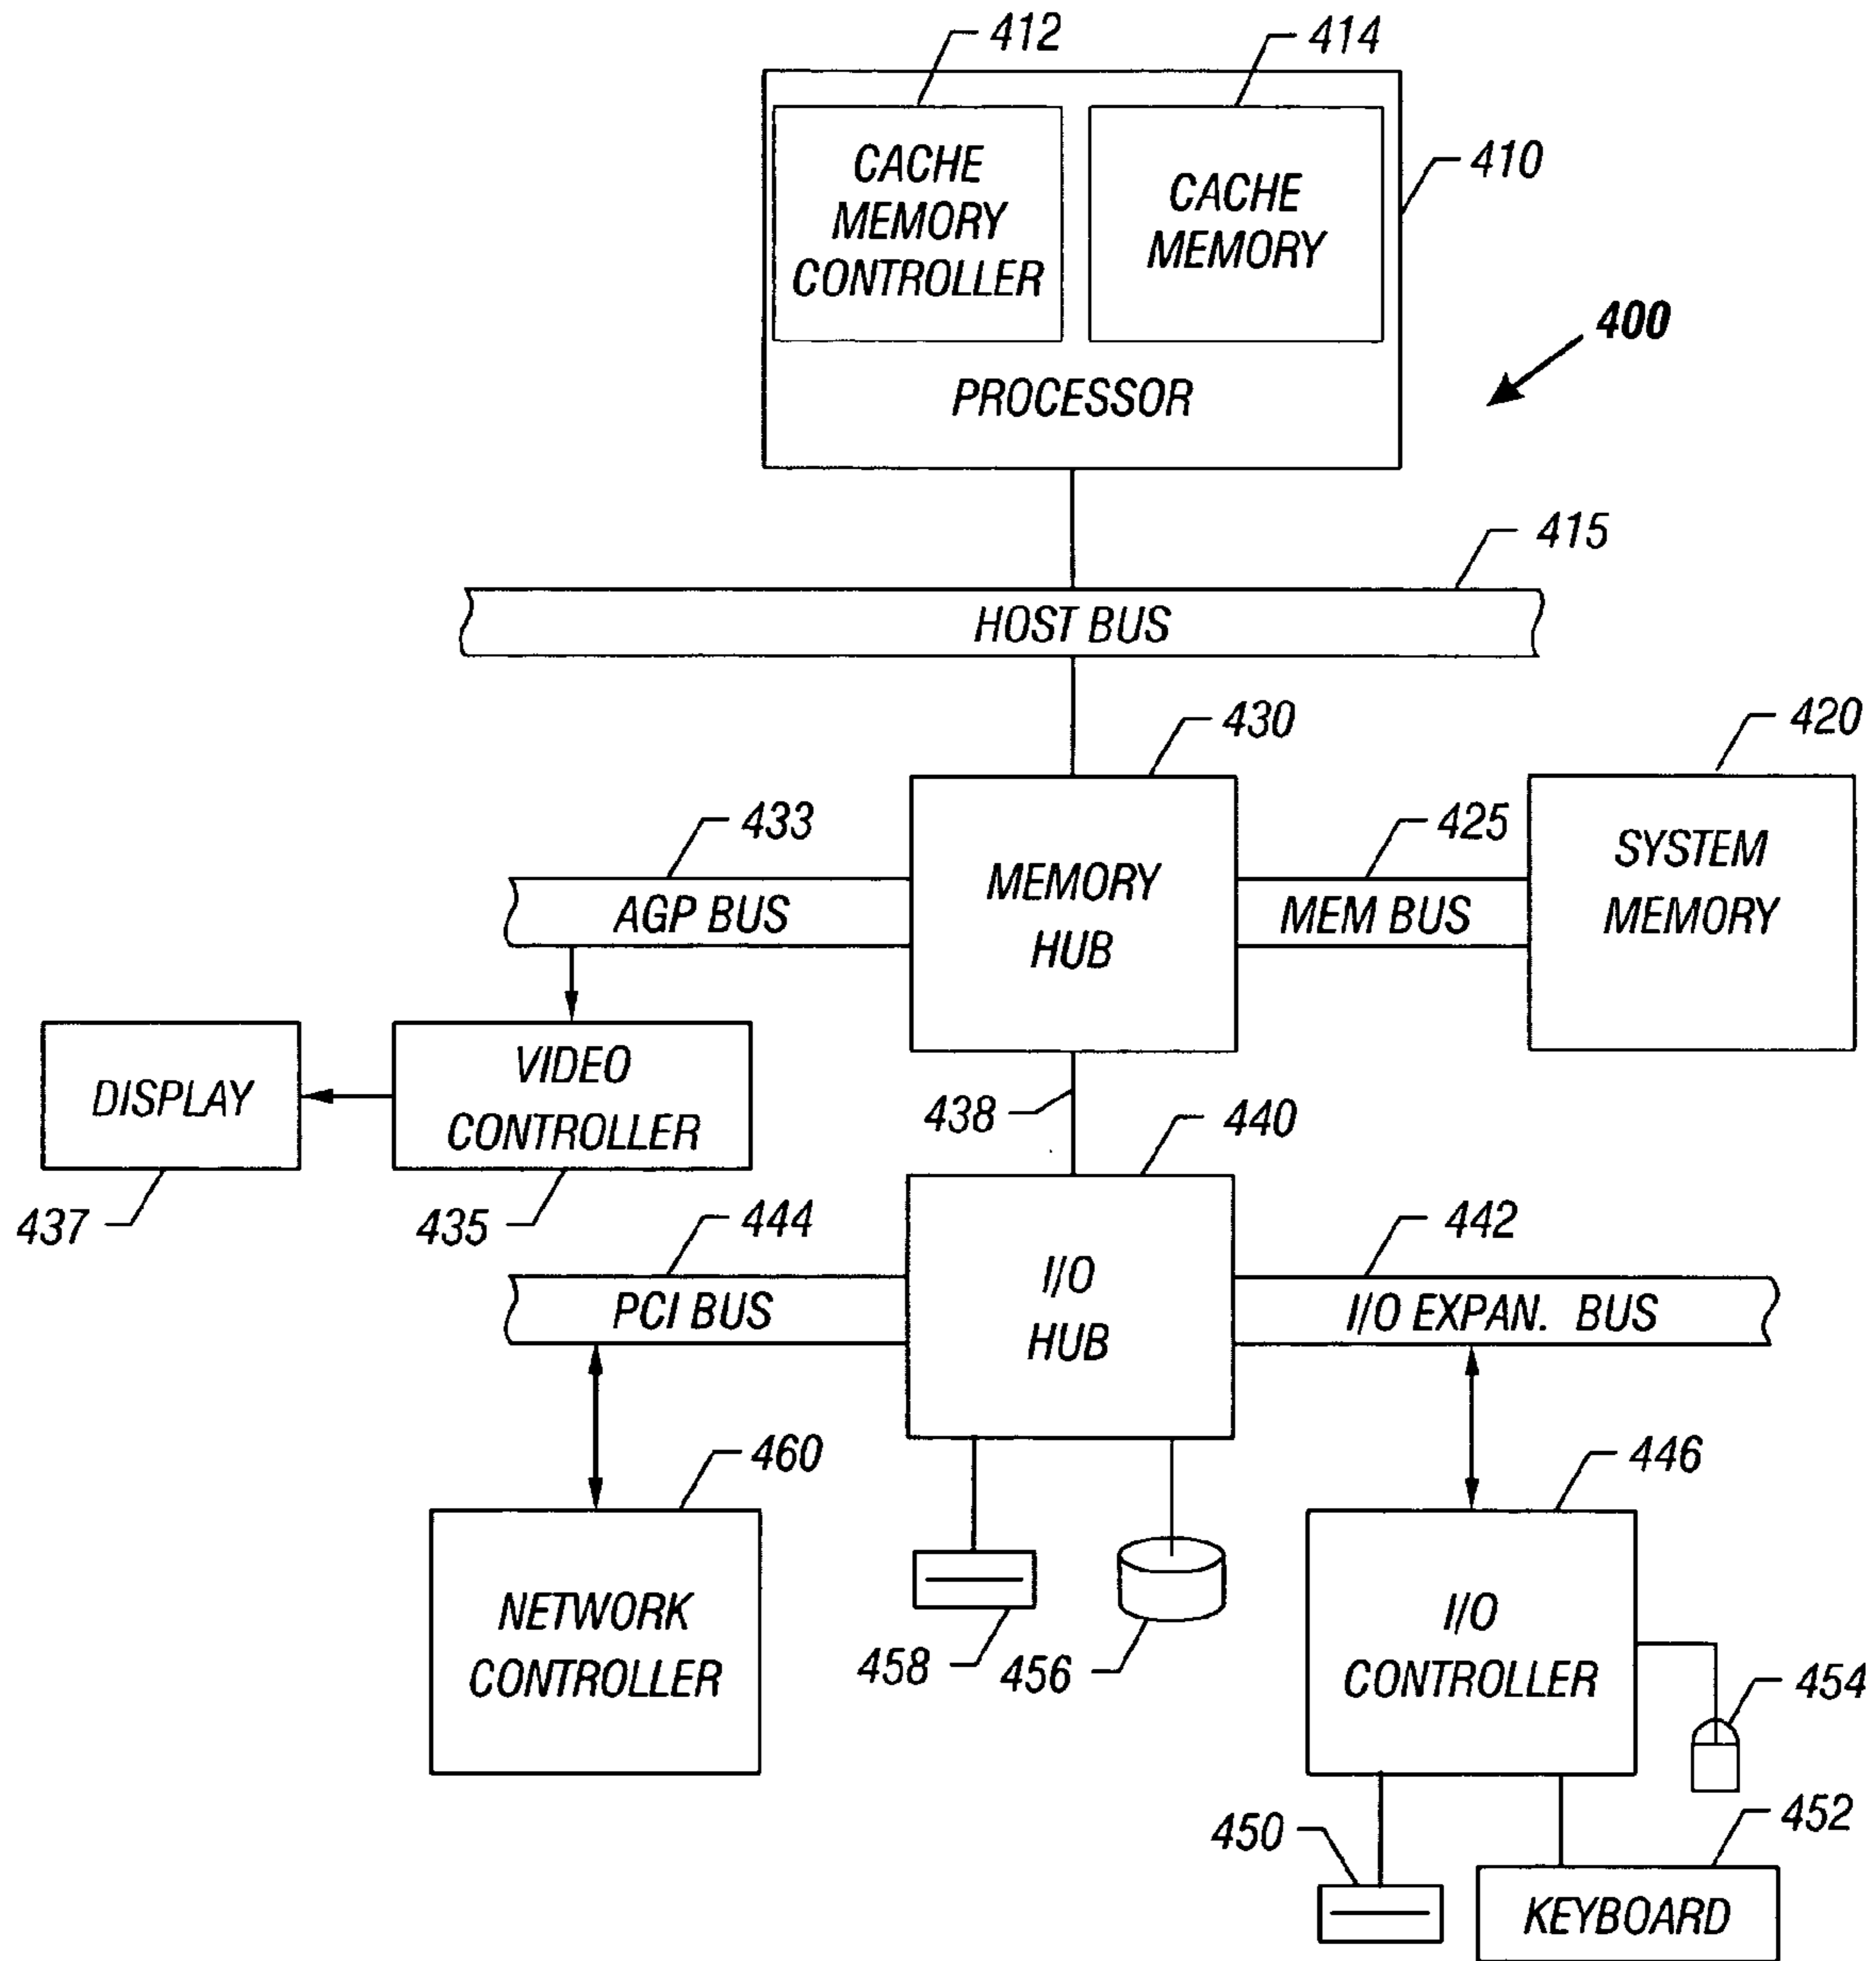 412
414
CACHE
MEMORY
CONTROLLER
CACHE
MEMORY
410
400
PROCESSOR
415
HOST BUS
430
420
433
425
MEMORY
HUB
SYSTEM
MEMORY
AGP BUS
MEM BUS
DISPLAY
VIDEO
CONTROLLER
438
440
437
435
444
442
I/O
HUB
PCI BUS
I/O EXPAN. BUS
460
446
NETWORK
CONTROLLER
458
456
I/O
CONTROLLER
454
450
452
KEYBOARD